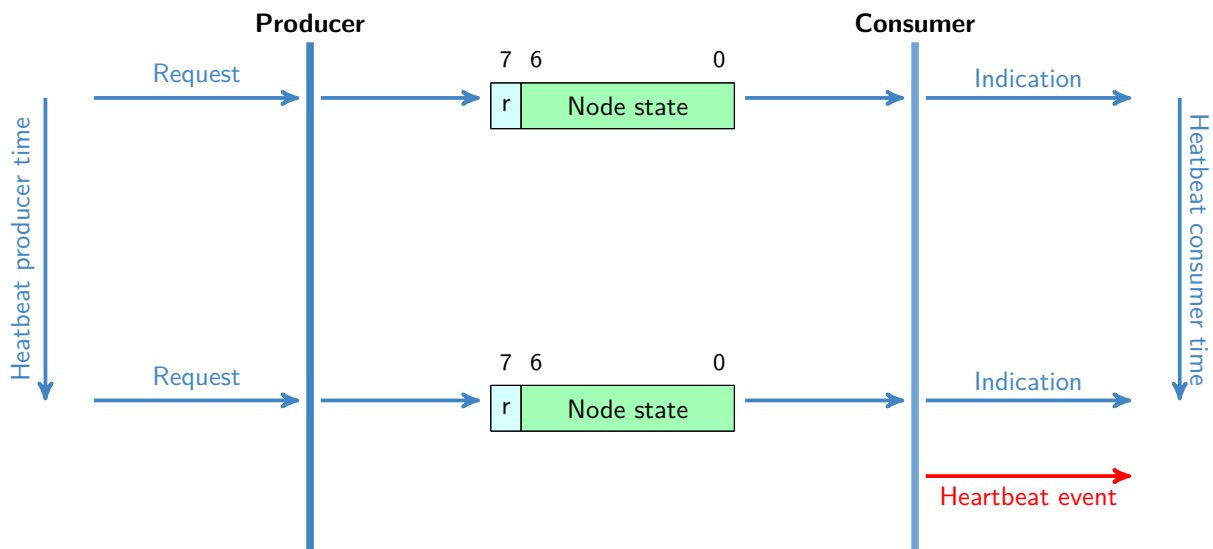 Producer
Consumer
7 6 0
Request
Indication
r Node state
Heatbeat producer time
Heatbeat consumer time
7 6 0
Request
Indication
r Node state
Heartbeat event